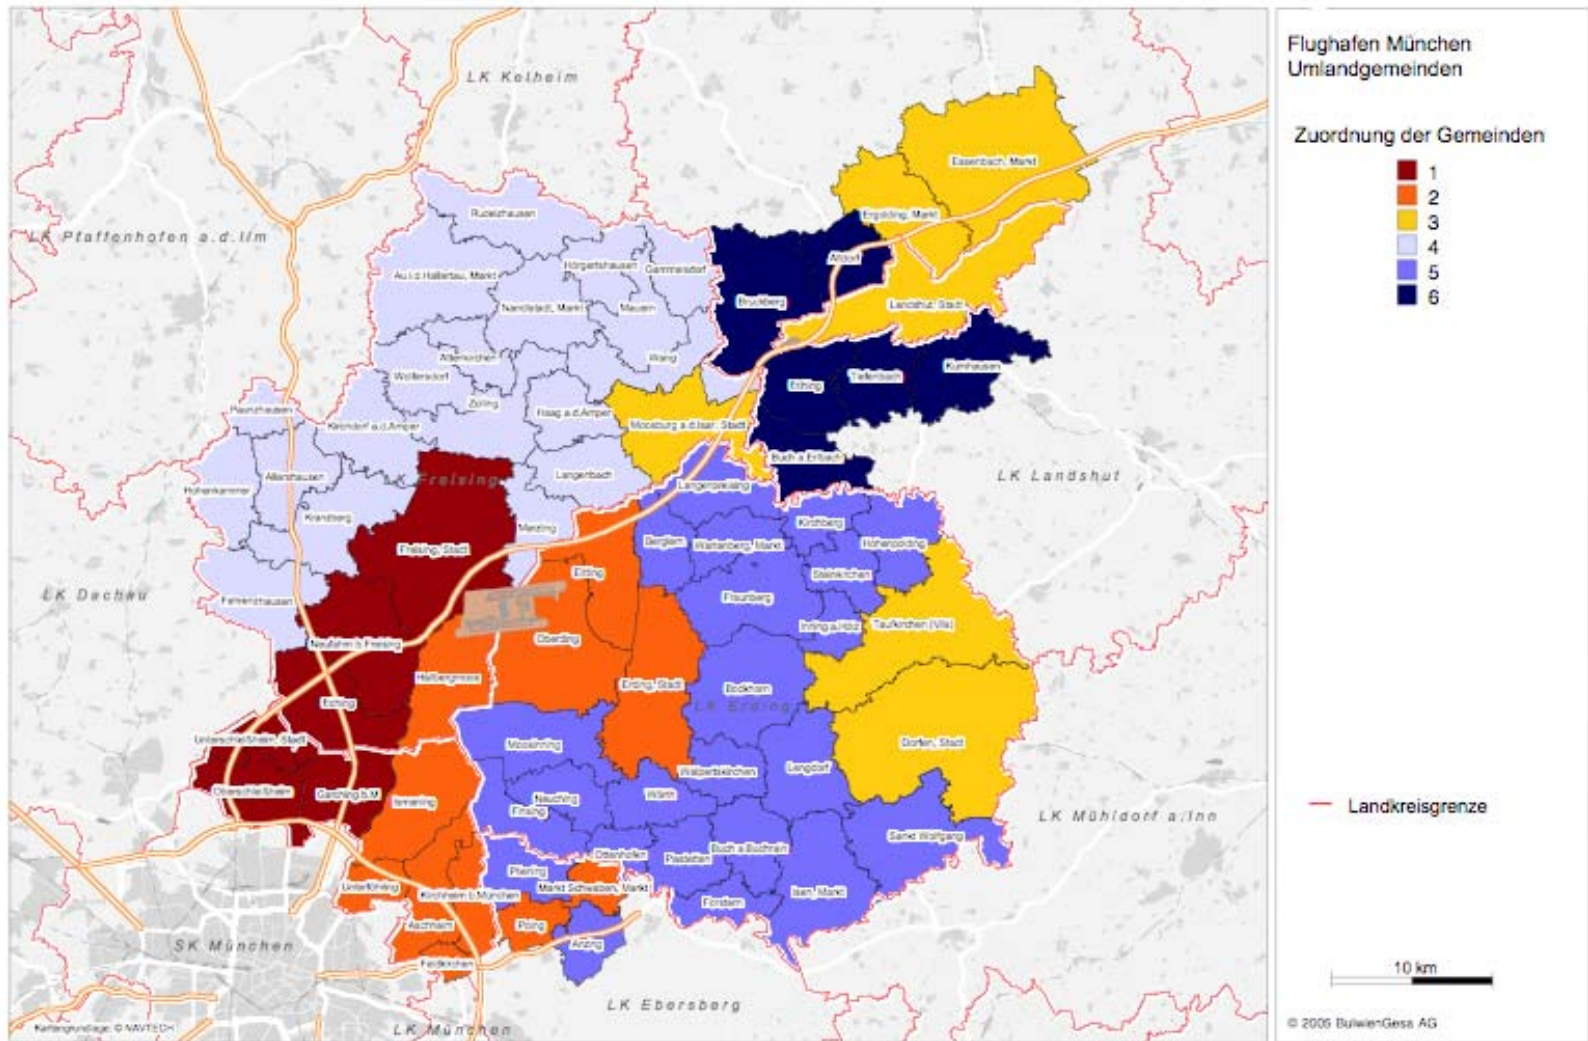 LK Kelheim
Essenbach, Markt
Rudelzhausen
Ergolding, Markt
LK Pfaffenhofen a.d.Ilm
Hörgertshausen
Gammelsdorf
Altdorf
Au i.d.Hallertau, Markt
Nandlstadt, Markt
Mauern
Bruckberg
Landshut, Stadt
Attenkirchen
Wang
Wolfersdorf
Eching
Tiefenbach
Kumhausen
Zolling
Paunzhausen
Haag a.d.Amper
Kirchdorf a.d.Amper
Moosburg a.d.Isar, Stadt
Buch a.Erlbach
Allershausen
LK Freising
Langenbach
LK Landshut
Hohenkammer
Langenpreising
Kranzberg
Marzling
Kirchberg
Freising, Stadt
Berglern
Wartenberg, Markt
Hohenpolding
Eitting
Steinkirchen
LK Dachau
Fahrenzhausen
Fraunberg
Inning a.Holz
Taufkirchen (Vils)
Neufahrn b.Freising
Oberding
Hallbergmoos
Erding, Stadt
Bockhorn
Eching
LK Erding
Unterschleißheim, Stadt
Moosinning
Dorfen, Stadt
Walpertskirchen
Lengdorf
Oberschleißheim
Garching b.M
Ismaning
Neuching
Wörth
Finsing
Sankt Wolfgang
LK Mühldorf a.Inn
Ottenhofen
Pastetten
Buch a.Buchrain
Pliening
Unterföhring
Kirchheim b.München
Markt Schwaben, Markt
Isen, Markt
Forstern
Aschheim
Poing
Anzing
SK München
Feldkirchen
LK Ebersberg
LK München
Kartengrundlage: © NAVTECH
Flughafen München
Umlandgemeinden
Zuordnung der Gemeinden
1
2
3
4
5
6
Landkreisgrenze
10 km
© 2005 BulwienGesa AG